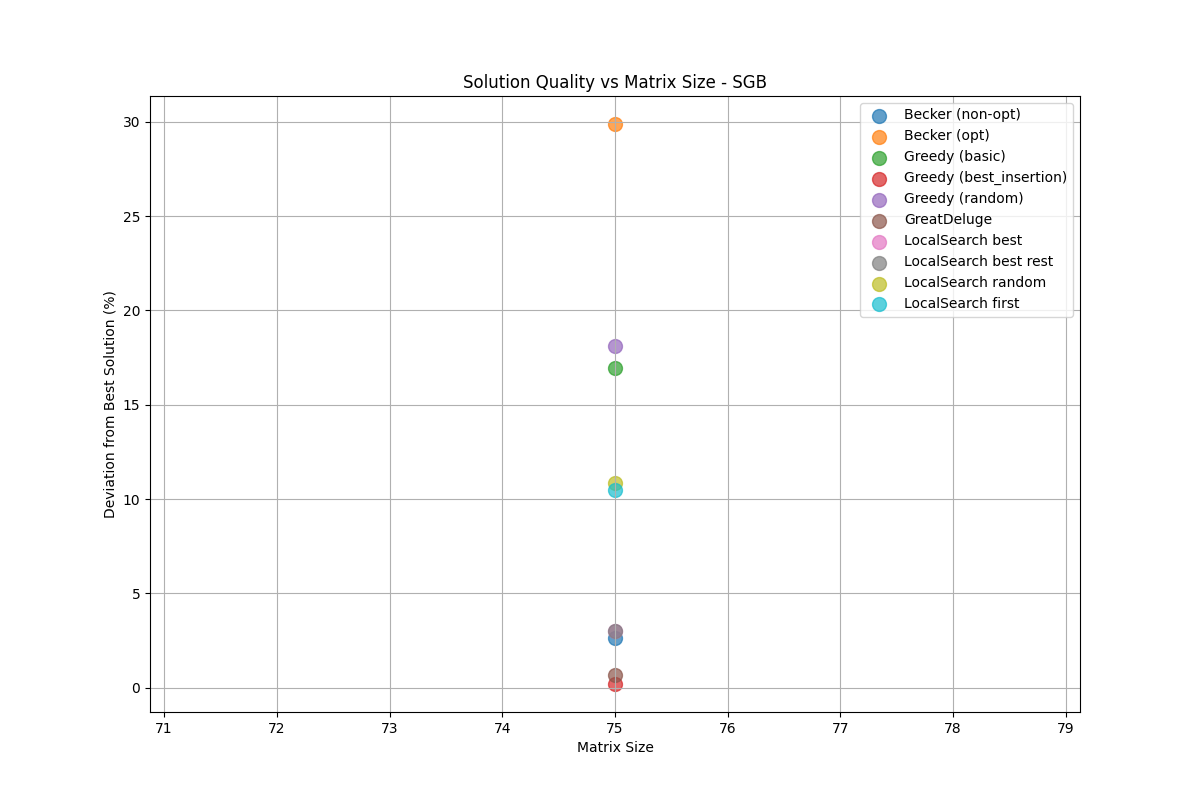 Solution Quality vs Matrix Size - SGB
Deviation from Best Solution (%)
30
25
20
15
10
5
0
Becker (non-opt)
Becker (opt)
Greedy (basic)
Greedy (best_insertion)
Greedy (random)
GreatDeluge
LocalSearch best
LocalSearch best rest
LocalSearch random
LocalSearch first
71 72 73 74 75 76 77 78 79
Matrix Size